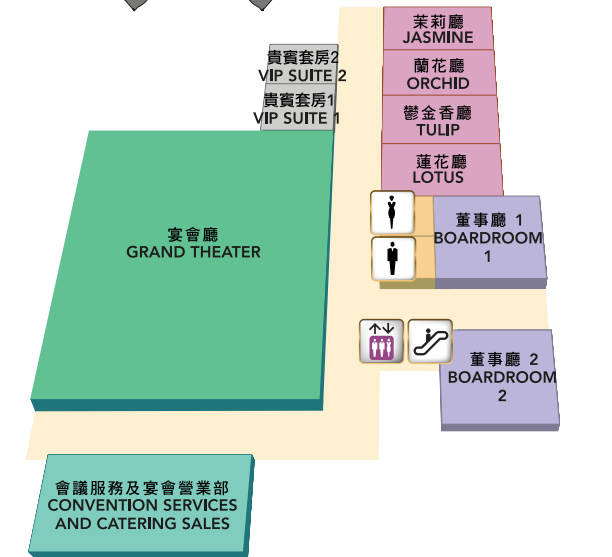 茉莉廳
JASMINE
蘭花廳
ORCHID
鬱金香廳
TULIP
蓮花廳
LOTUS
貴賓套房2
VIP SUITE 2
貴賓套房1
VIP SUITE 1
宴會廳
GRAND THEATER
董事廳 1
BOARDROOM
1
董事廳 2
BOARDROOM
2
會議服務及宴會營業部
CONVENTION SERVICES
AND CATERING SALES